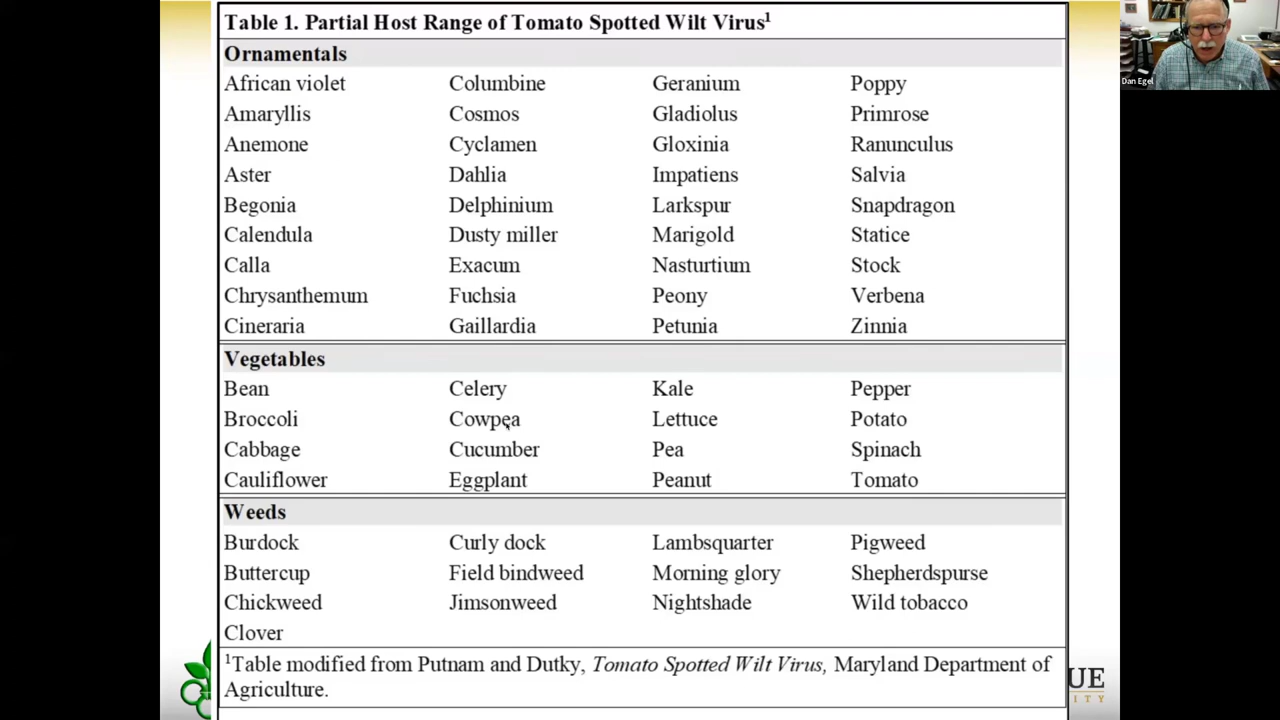 Table 1. Partial Host Range of Tomato Spotted Wilt Virus1
Ornamentals
African violet Columbine Geranium Poppy
Amaryllis Cosmos Gladiolus Primrose
Anemone Cyclamen Gloxinia Ranunculus
Aster Dahlia Impatiens Salvia
Begonia Delphinium Larkspur Snapdragon
Calendula Dusty miller Marigold Statice
Calla Exacum Nasturtium Stock
Chrysanthemum Fuchsia Peony Verbena
Cineraria Gaillardia Petunia Zinnia
Vegetables
Bean Celery Kale Pepper
Broccoli Cowpea Lettuce Potato
Cabbage Cucumber Pea Spinach
Cauliflower Eggplant Peanut Tomato
Weeds
Burdock Curly dock Lambsquarter Pigweed
Buttercup Field bindweed Morning glory Shepherdspurse
Chickweed Jimsonweed Nightshade Wild tobacco
Clover
1Table modified from Putnam and Dutky, Tomato Spotted Wilt Virus, Maryland Department of
Agriculture.
Dan Egel
UE
ITY